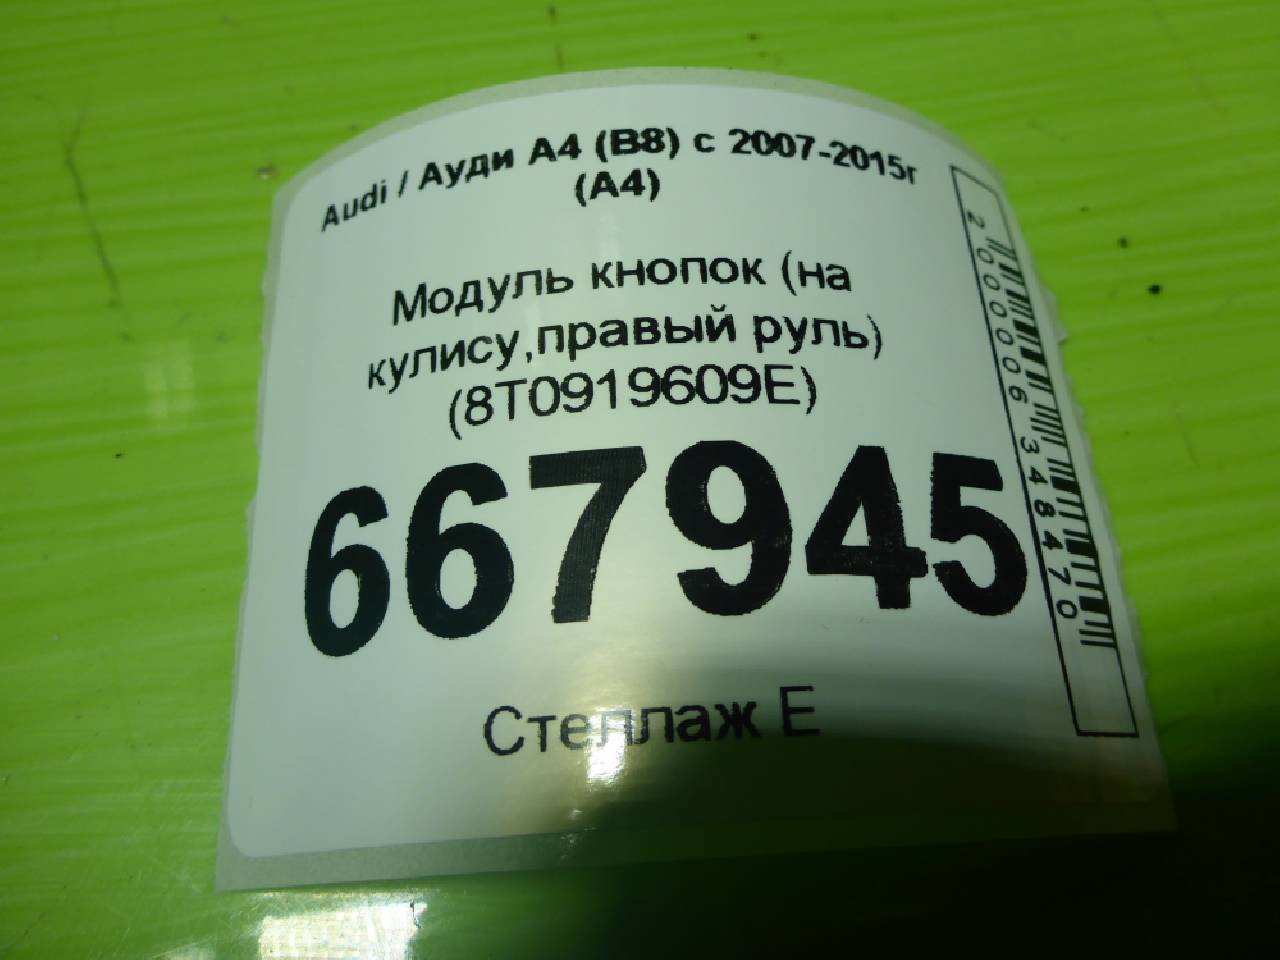 Audi / Ауди A4 (B8) с 2007-2015г
(A4)
Модуль кнопок (на
кулису,правый руль)
(8T0919609E)
667945
Стеллаж Е
2000006348470